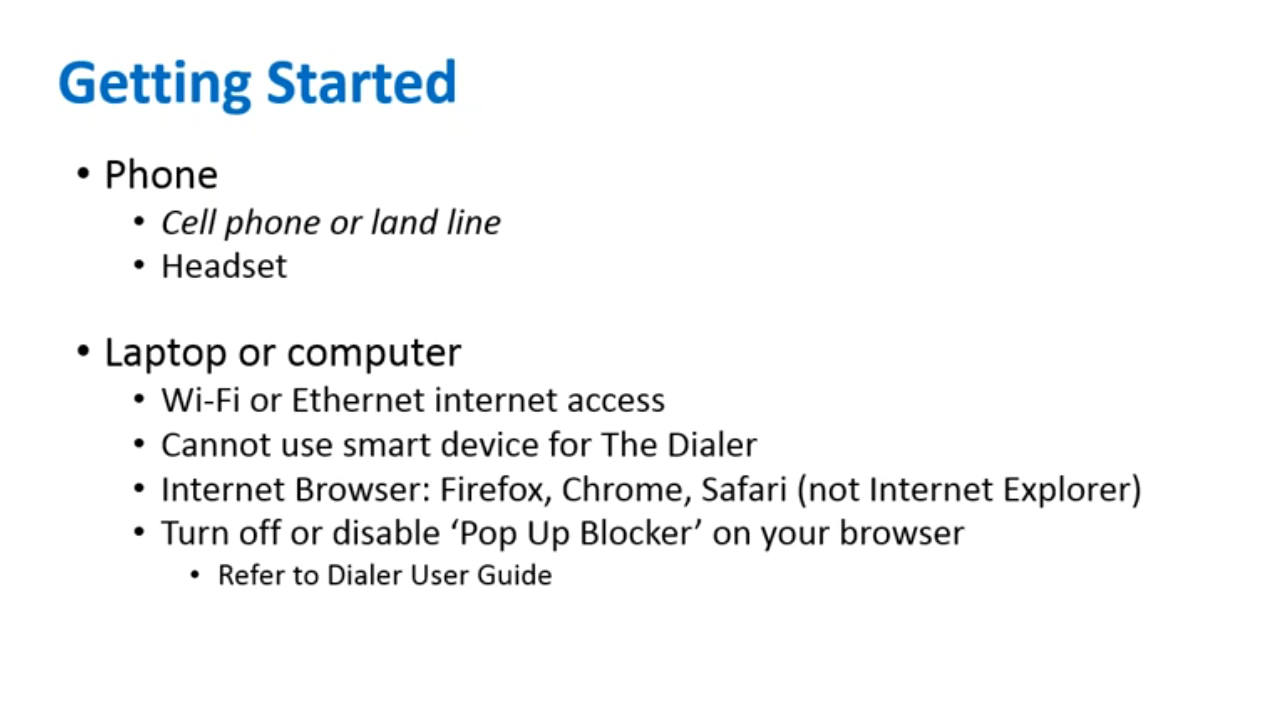 Getting Started
• Phone
• Cell phone or land line
• Headset
• Laptop or computer
• Wi-Fi or Ethernet internet access
• Cannot use smart device for The Dialer
• Internet Browser: Firefox, Chrome, Safari (not Internet Explorer)
• Turn off or disable ‘Pop Up Blocker’ on your browser
• Refer to Dialer User Guide